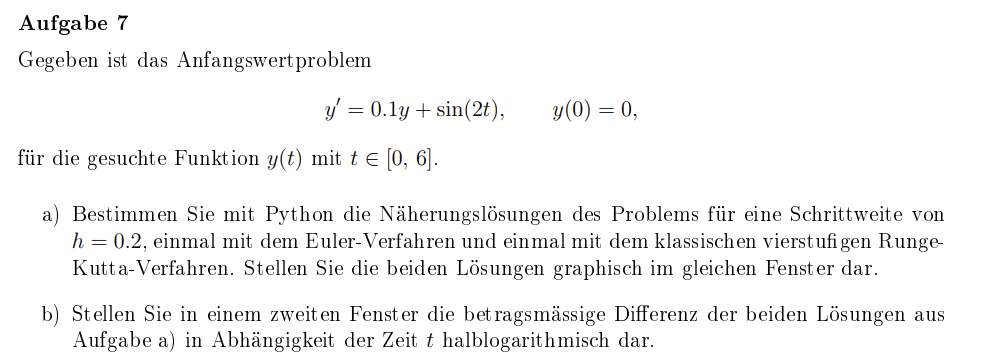 Aufgabe 7
Gegeben ist das Anfangswertproblem
y′ = 0.1y + sin(2t), y(0) = 0,
für die gesuchte Funktion y(t) mit t ∈ [0, 6].
a) Bestimmen Sie mit Python die Näherungslösungen des Problems für eine Schrittweite von
h = 0.2, einmal mit dem Euler-Verfahren und einmal mit dem klassischen vierstufigen Runge-
Kutta-Verfahren. Stellen Sie die beiden Lösungen graphisch im gleichen Fenster dar.
b) Stellen Sie in einem zweiten Fenster die betragsmässige Differenz der beiden Lösungen aus
Aufgabe a) in Abhängigkeit der Zeit t halblogarithmisch dar.